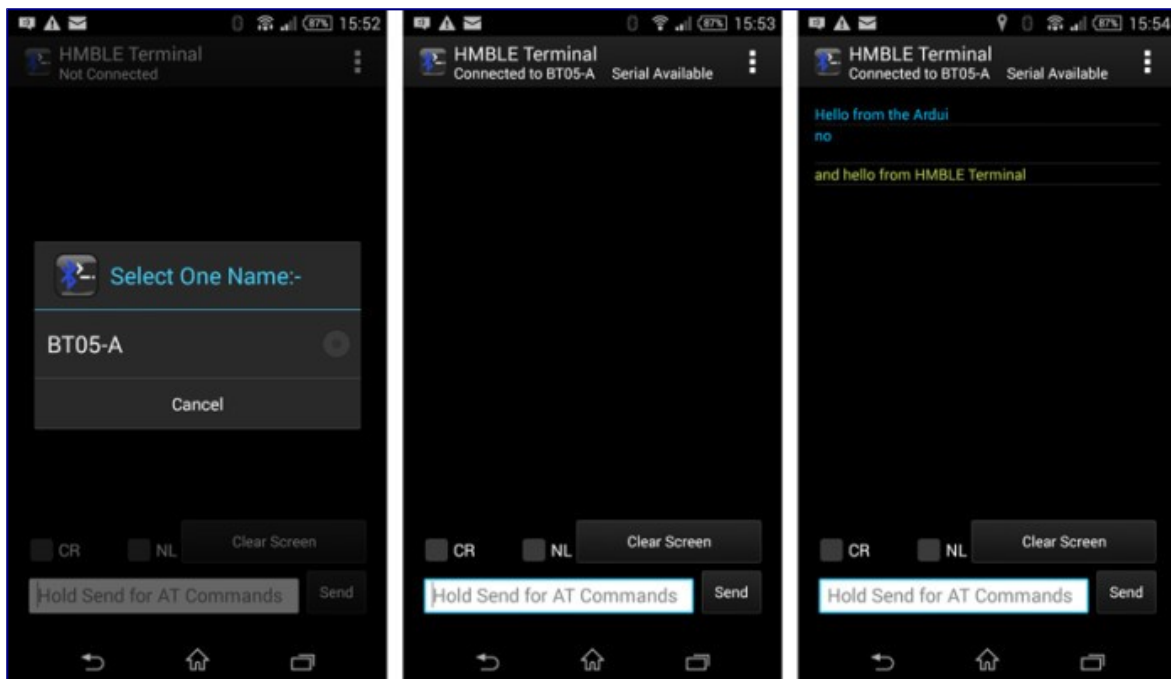 87%
15:52
HMBLE Terminal
Not Connected
Select One Name:-
BT05-A
Cancel
CR
NL
Clear Screen
Hold Send for AT Commands
Send
87%
15:53
HMBLE Terminal
Connected to BT05-A Serial Available
CR
NL
Clear Screen
Hold Send for AT Commands
Send
87%
15:54
HMBLE Terminal
Connected to BT05-A Serial Available
Hello from the Ardui
no
and hello from HMBLE Terminal
CR
NL
Clear Screen
Hold Send for AT Commands
Send